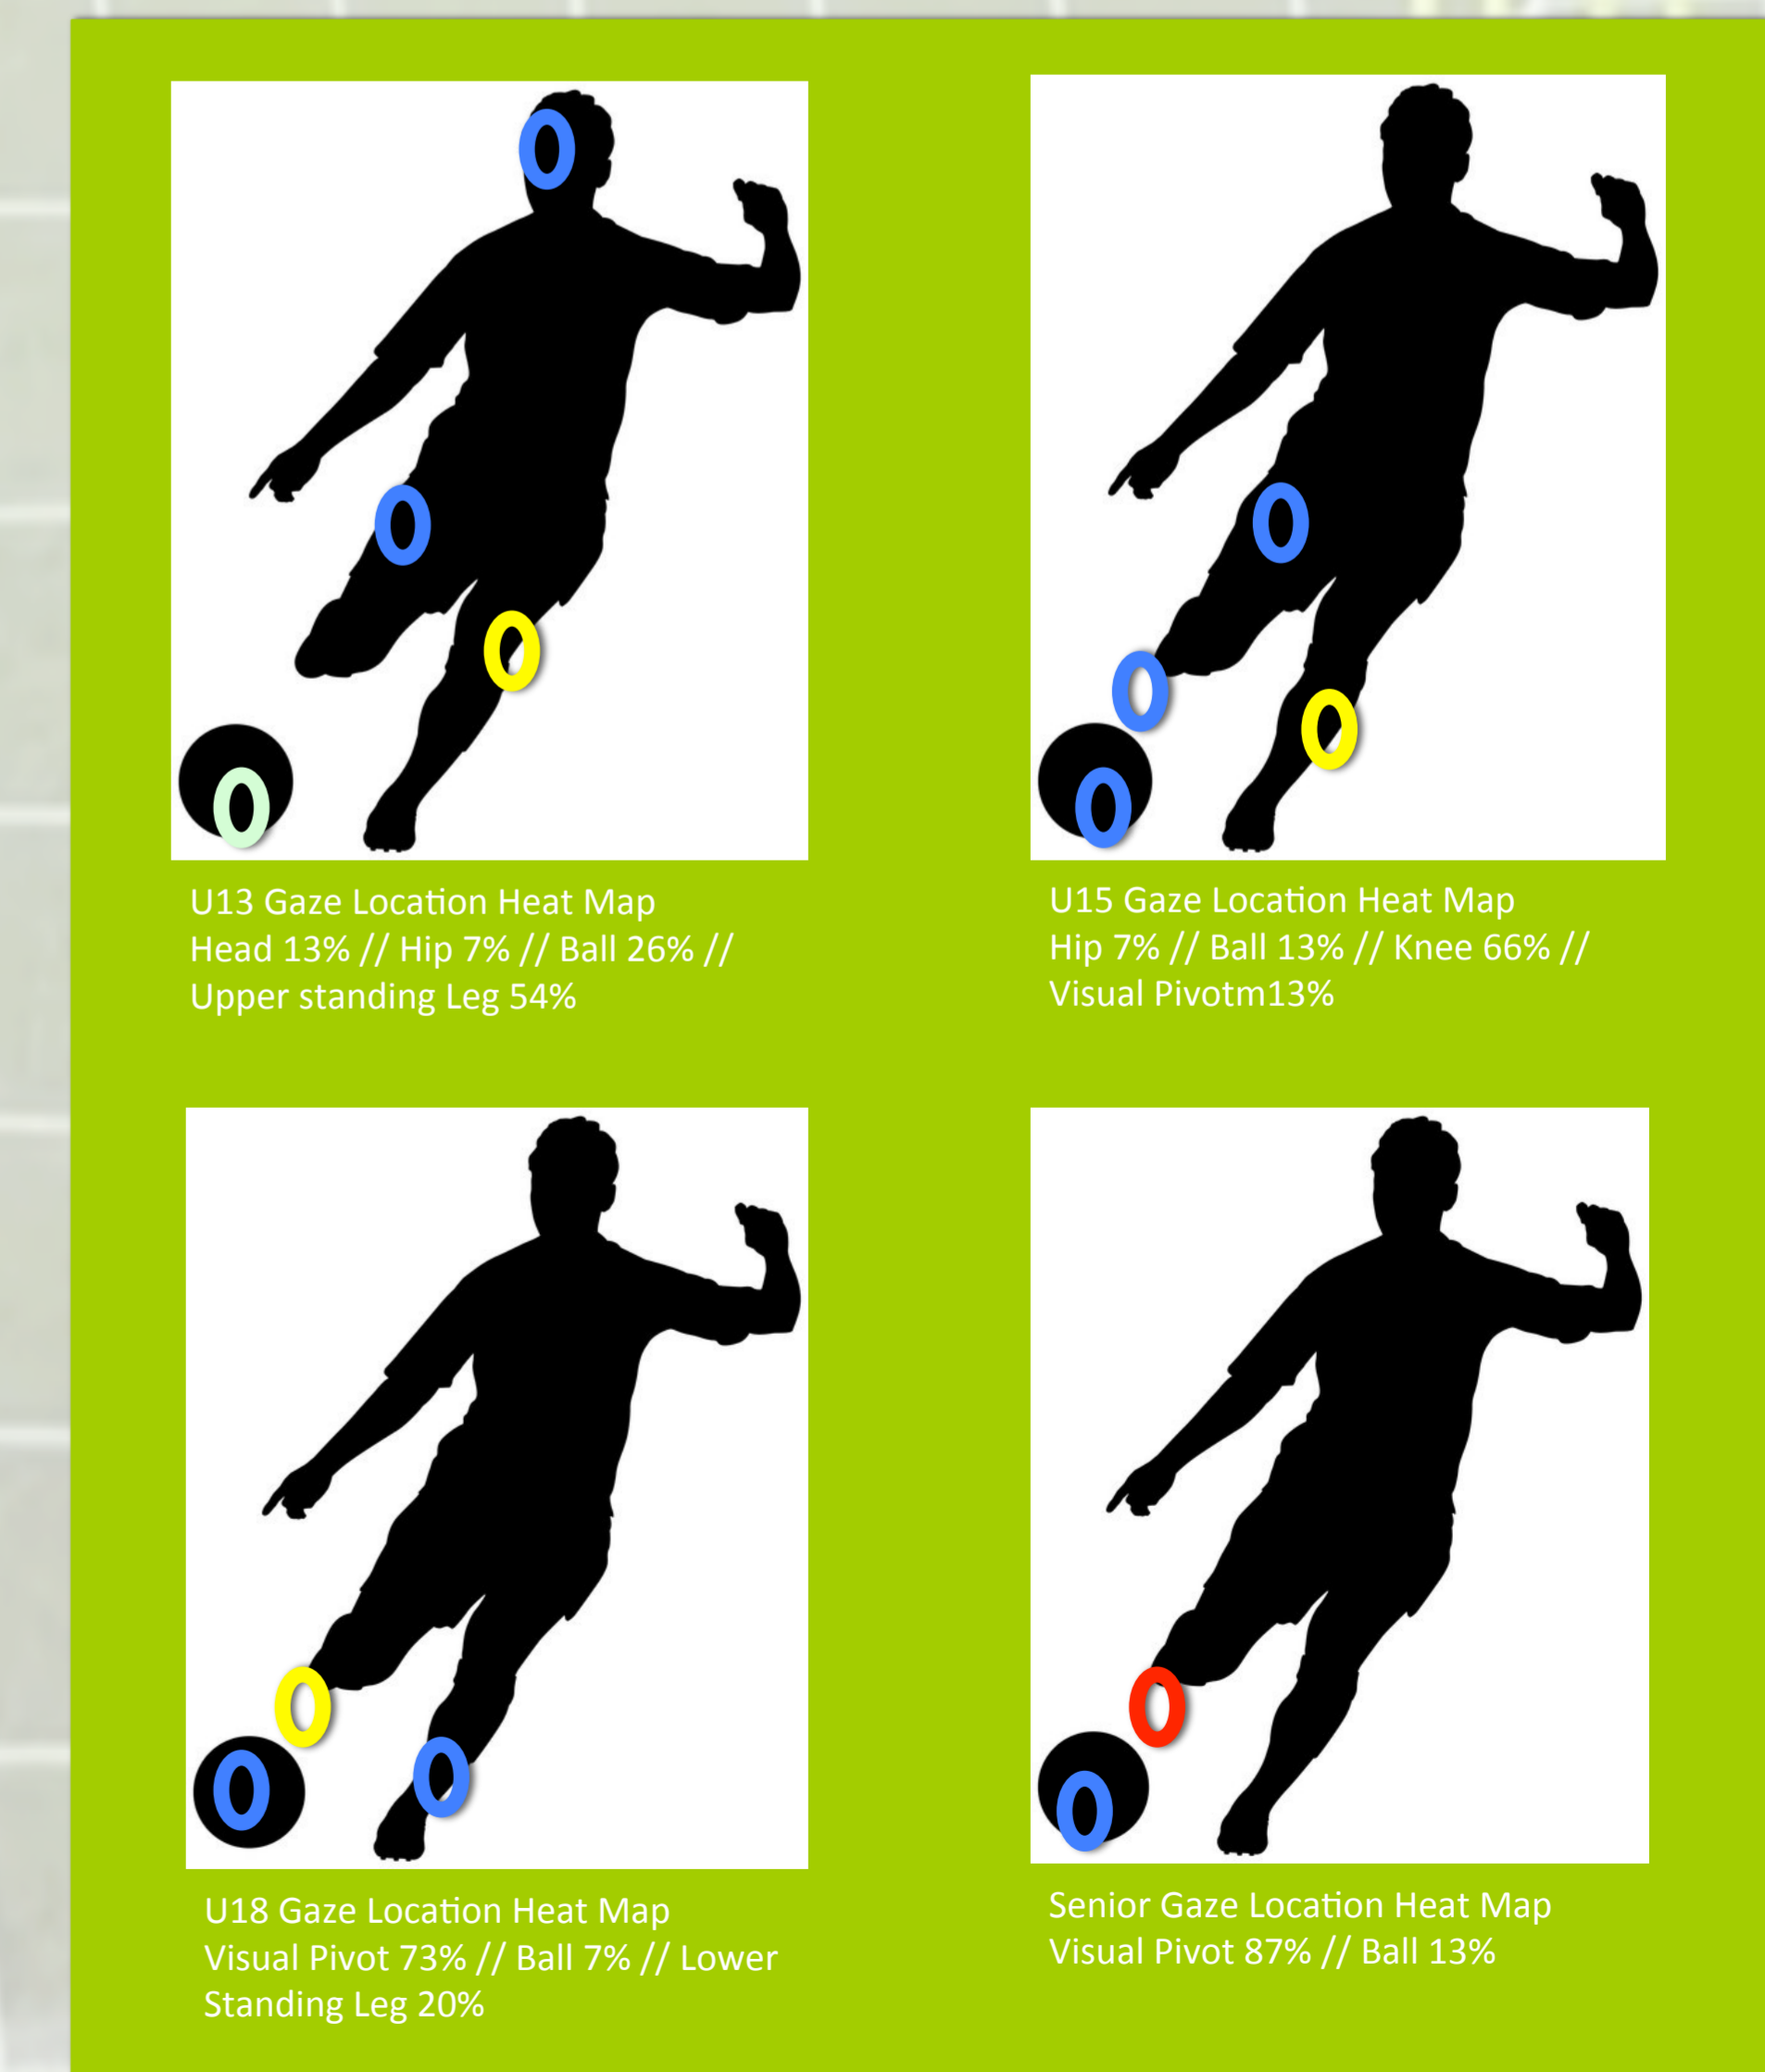 U13 Gaze Location Heat Map
Head 13% // Hip 7% // Ball 26% //
Upper standing Leg 54%
U15 Gaze Location Heat Map
Hip 7% // Ball 13% // Knee 66% //
Visual Pivotm13%
U18 Gaze Location Heat Map
Visual Pivot 73% // Ball 7% // Lower
Standing Leg 20%
Senior Gaze Location Heat Map
Visual Pivot 87% // Ball 13%